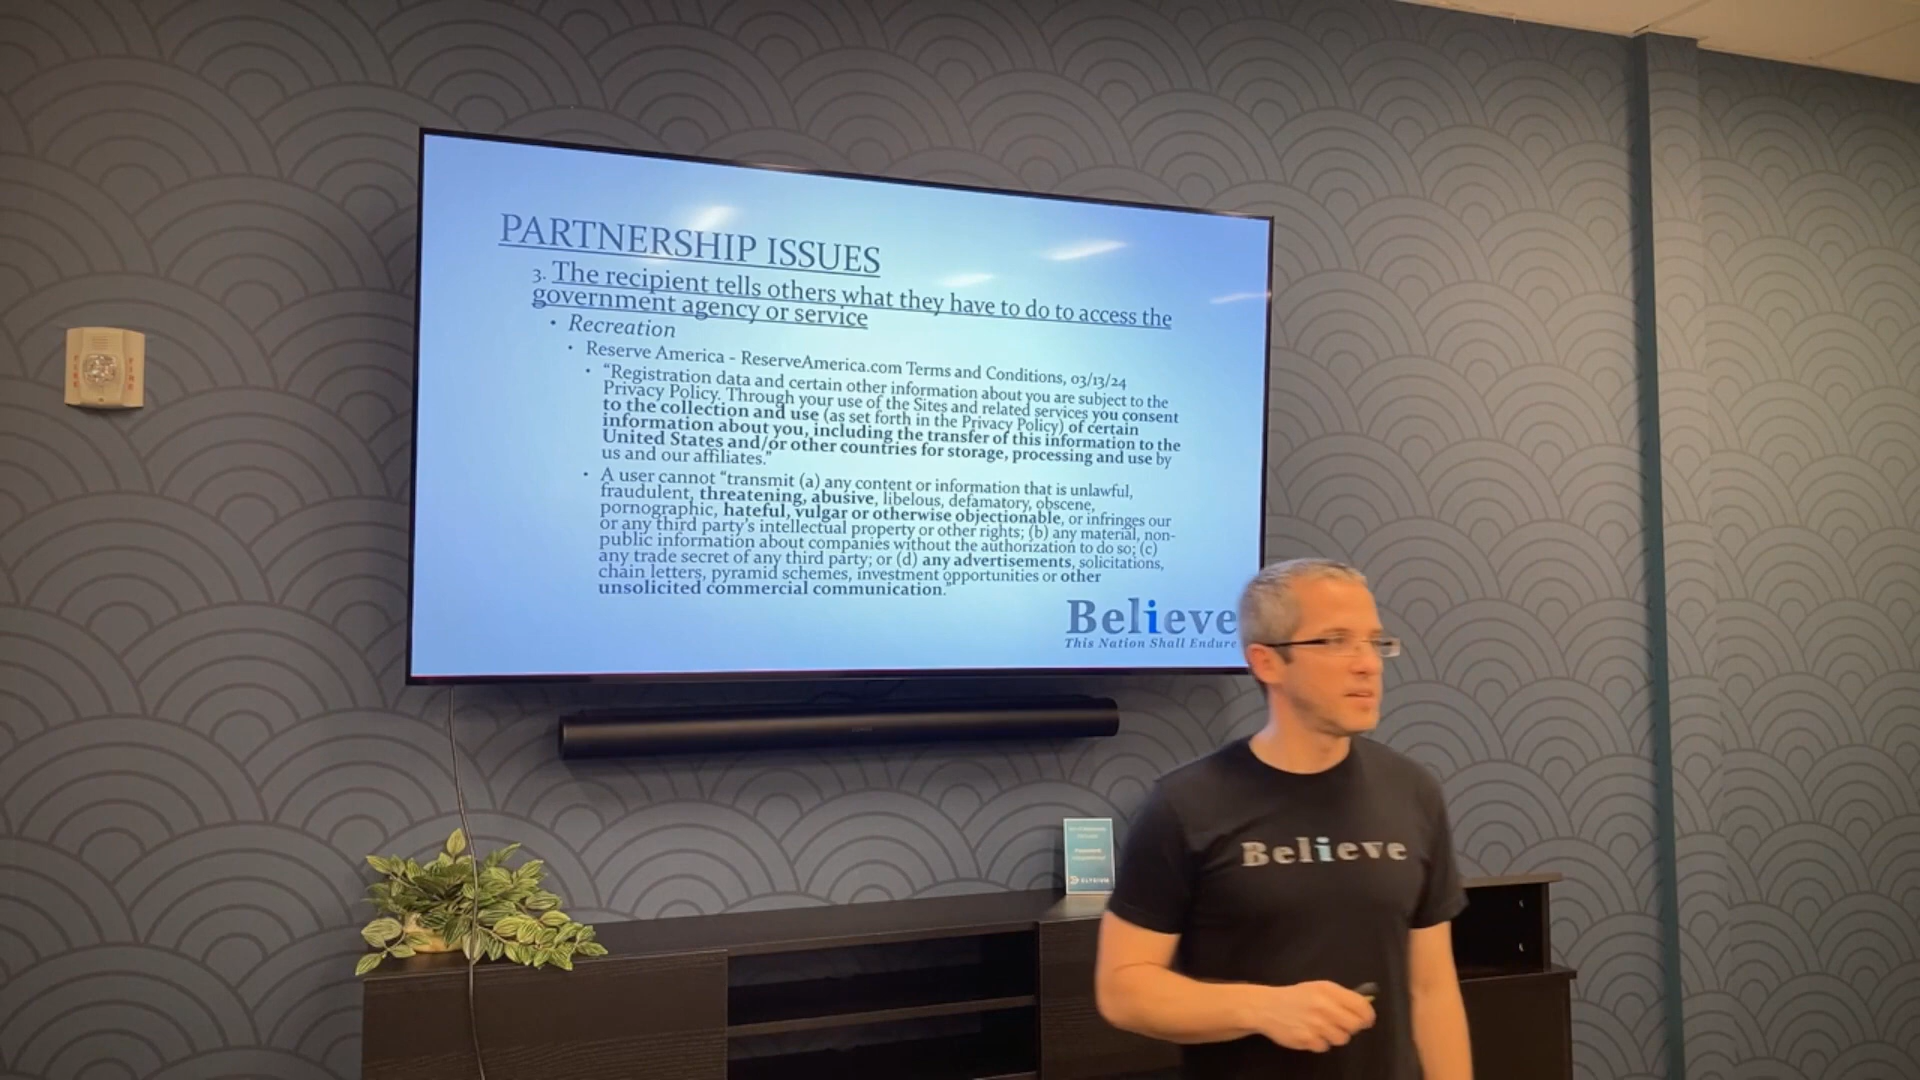 PARTNERSHIP ISSUES
3. The recipient tells others what they have to do to access the
government agency or service
• Recreation
• Reserve America - ReserveAmerica.com Terms and Conditions, 03/13/24
• “Registration data and certain other information about you are subject to the
Privacy Policy. Through your use of the Sites and related services you consent
to the collection and use (as set forth in the Privacy Policy) of certain
information about you, including the transfer of this information to the
United States and/or other countries for storage, processing and use by
us and our affiliates.”
• A user cannot “transmit (a) any content or information that is unlawful,
fraudulent, threatening, abusive, libelous, defamatory, obscene,
pornographic, hateful, vulgar or otherwise objectionable, or infringes our
or any third party's intellectual property or other rights; (b) any material, non-
public information about companies without the authorization to do so; (c)
any trade secret of any third party; or (d) any advertisements, solicitations,
chain letters, pyramid schemes, investment opportunities or other
unsolicited commercial communication.”
Believe
This Nation Shall Endure
FIRE
FIRE
Believe